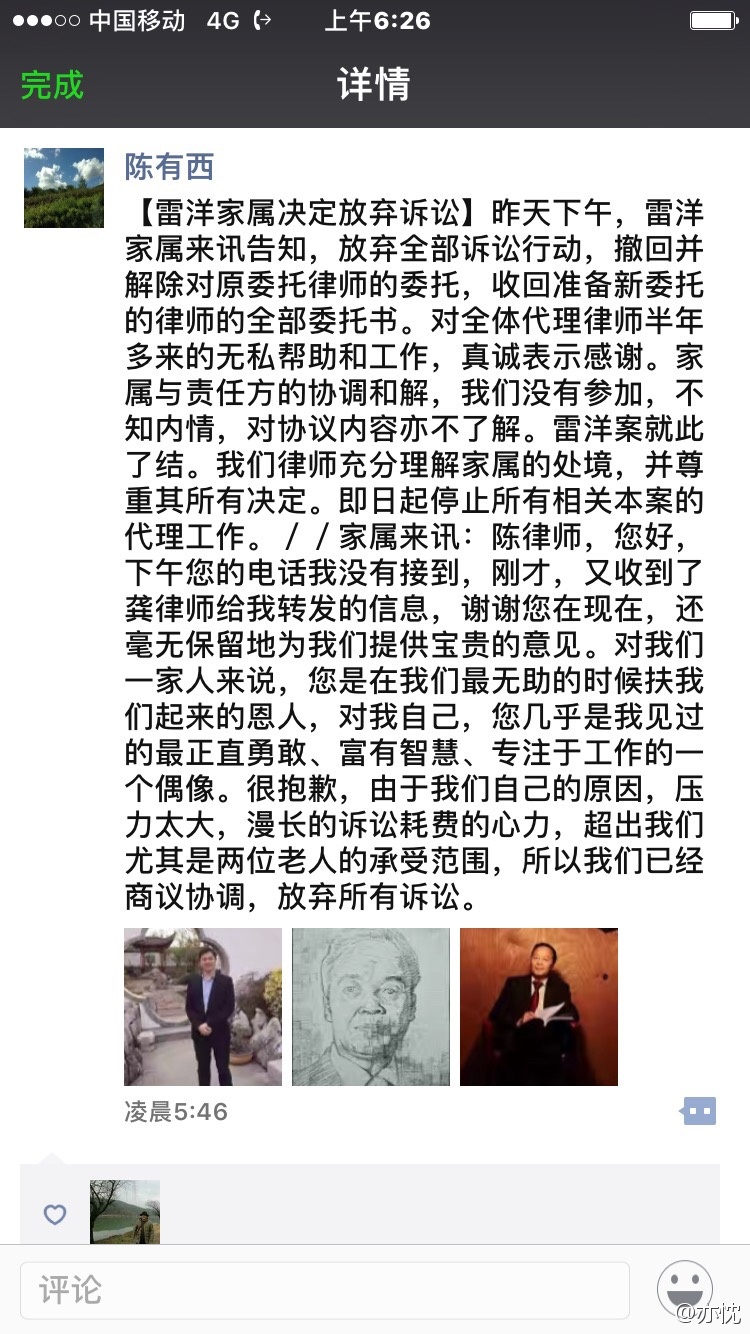 中国移动 4G 上午6:26
完成 详情
陈有西
【雷洋家属决定放弃诉讼】昨天下午，雷洋
家属来讯告知，放弃全部诉讼行动，撤回并
解除对原委托律师的委托，收回准备新委托
的律师的全部委托书。对全体代理律师半年
多来的无私帮助和工作，真诚表示感谢。家
属与责任方的协调和解，我们没有参加，不
知内情，对协议内容亦不了解。雷洋案就此
了结。我们律师充分理解家属的处境，并尊
重其所有决定。即日起停止所有相关本案的
代理工作。//家属来讯：陈律师，您好，
下午您的电话我没有接到，刚才，又收到了
龚律师给我转发的信息，谢谢您在现在，还
毫无保留地为我们提供宝贵的意见。对我们
一家人来说，您是在我们最无助的时候扶我
们起来的恩人，对我自己，您几乎是我见过
的最正直勇敢、富有智慧、专注于工作的一
个偶像。很抱歉，由于我们自己的原因，压
力太大，漫长的诉讼耗费的心力，超出我们
尤其是两位老人的承受范围，所以我们已经
商议协调，放弃所有诉讼。
凌晨5:46
评论
@亦忱